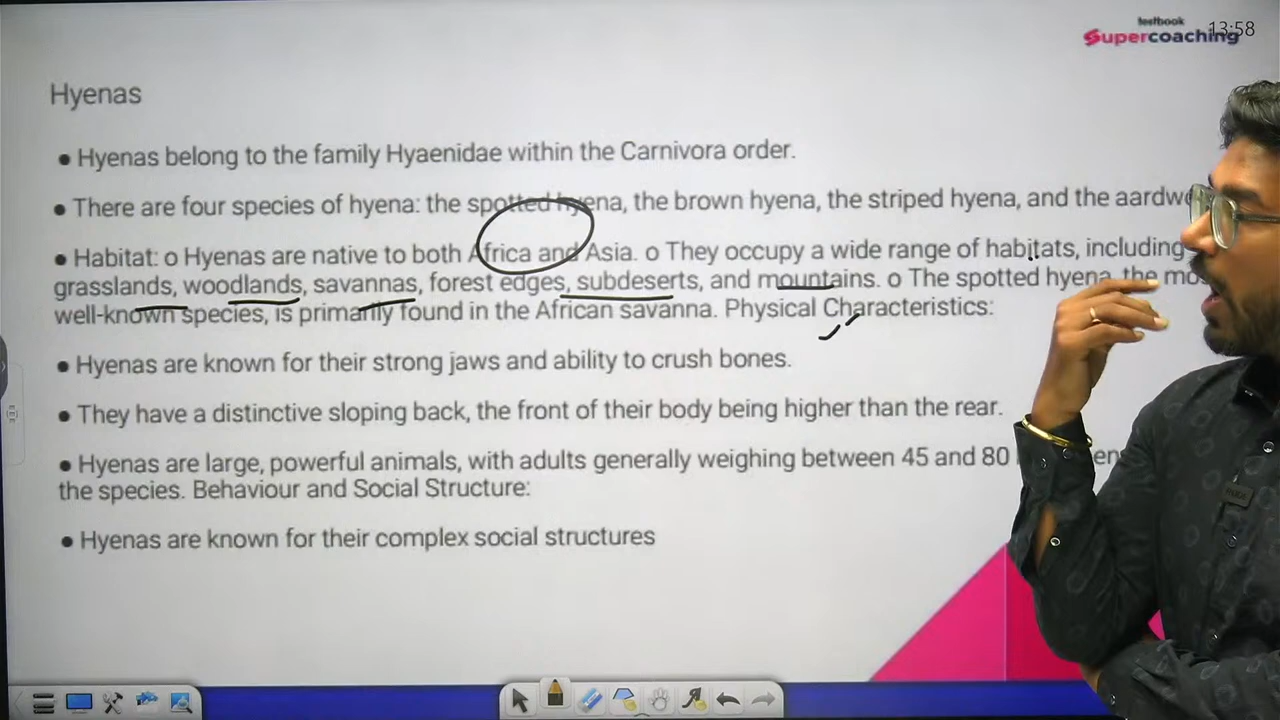 testbook
Supercoaching
13:58
Hyenas
● Hyenas belong to the family Hyaenidae within the Carnivora order.
● There are four species of hyena: the spotted hyena, the brown hyena, the striped hyena, and the
● Habitat: o Hyenas are native to both Africa and Asia. o They occupy a wide range of habitats, including
grasslands, woodlands, savannas, forest edges, subdeserts, and mountains. o The spotted hyena, the
well-known species, is primarily found in the African savanna. Physical Characteristics:
● Hyenas are known for their strong jaws and ability to crush bones.
● They have a distinctive sloping back, the front of their body being higher than the rear.
● Hyenas are large, powerful animals, with adults generally weighing between 45 and 80
the species. Behaviour and Social Structure:
● Hyenas are known for their complex social structures